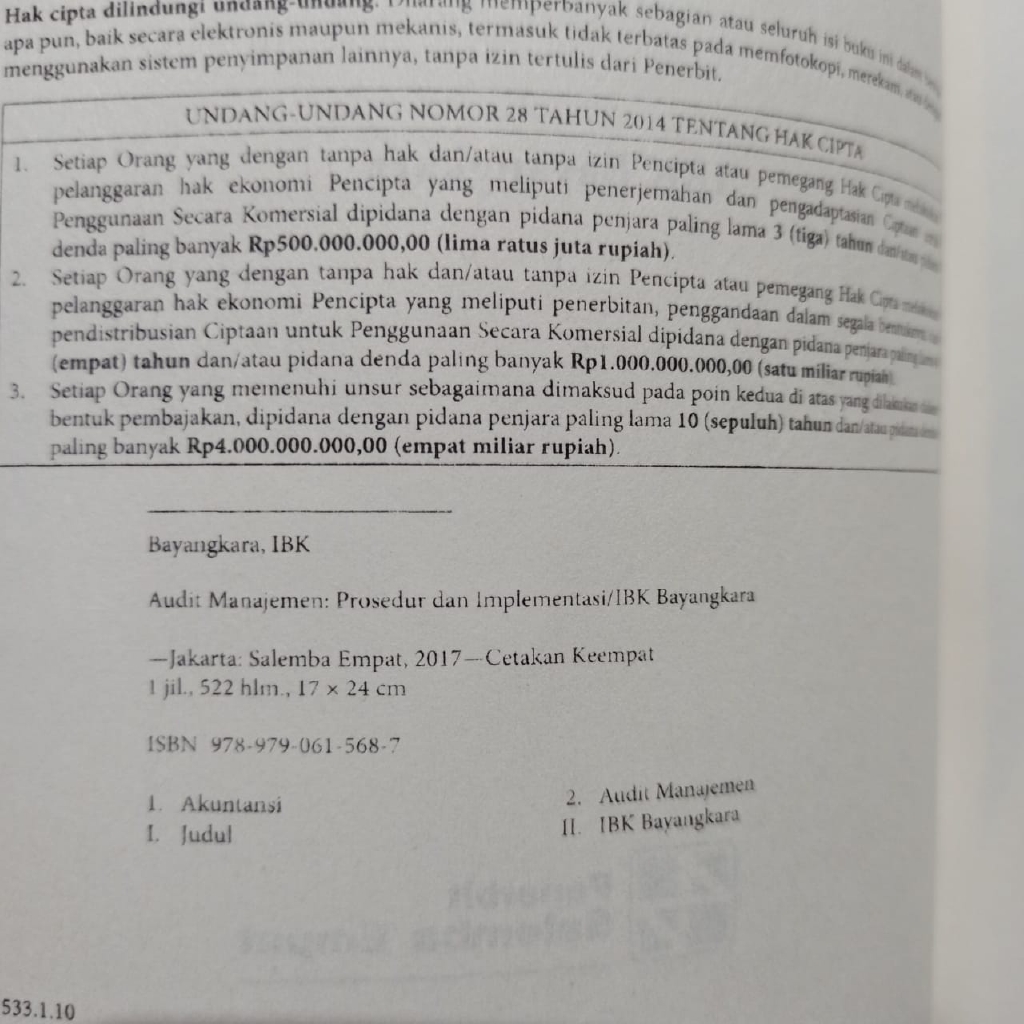 Hak cipta dilindungi undang-undang. Dilarang memperbanyak sebagian atau seluruh isi buku ini dalam
apa pun, baik secara elektronis maupun mekanis, termasuk tidak terbatas pada memfotokopi, merekam, atau
menggunakan sistem penyimpanan lainnya, tanpa izin tertulis dari Penerbit.
UNDANG-UNDANG NOMOR 28 TAHUN 2014 TENTANG HAK CIPTA
1. Setiap Orang yang dengan tanpa hak dan/atau tanpa izin Pencipta atau pemegang Hak Cipta
pelanggaran hak ekonomi Pencipta yang meliputi penerjemahan dan pengadaptasian Ciptaan
Penggunaan Secara Komersial dipidana dengan pidana penjara paling lama 3 (tiga) tahun dan/atau
denda paling banyak Rp500.000.000,00 (lima ratus juta rupiah).
2. Setiap Orang yang dengan tanpa hak dan/atau tanpa izin Pencipta atau pemegang Hak Cipta
pelanggaran hak ekonomi Pencipta yang meliputi penerbitan, penggandaan dalam segala
pendistribusian Ciptaan untuk Penggunaan Secara Komersial dipidana dengan pidana penjara paling
(empat) tahun dan/atau pidana denda paling banyak Rp1.000.000.000,00 (satu miliar rupiah).
3. Setiap Orang yang memenuhi unsur sebagaimana dimaksud pada poin kedua di atas yang dilakukan
bentuk pembajakan, dipidana dengan pidana penjara paling lama 10 (sepuluh) tahun dan/atau pidana
paling banyak Rp4.000.000.000,00 (empat miliar rupiah).
Bayangkara, IBK
Audit Manajemen: Prosedur dan Implementasi/IBK Bayangkara
—Jakarta: Salemba Empat, 2017—Cetakan Keempat
1 jil., 522 hlm., 17 × 24 cm
ISBN 978-979-061-568-7
1. Akuntansi 2. Audit Manajemen
I. Judul II. IBK Bayangkara
533.1.10